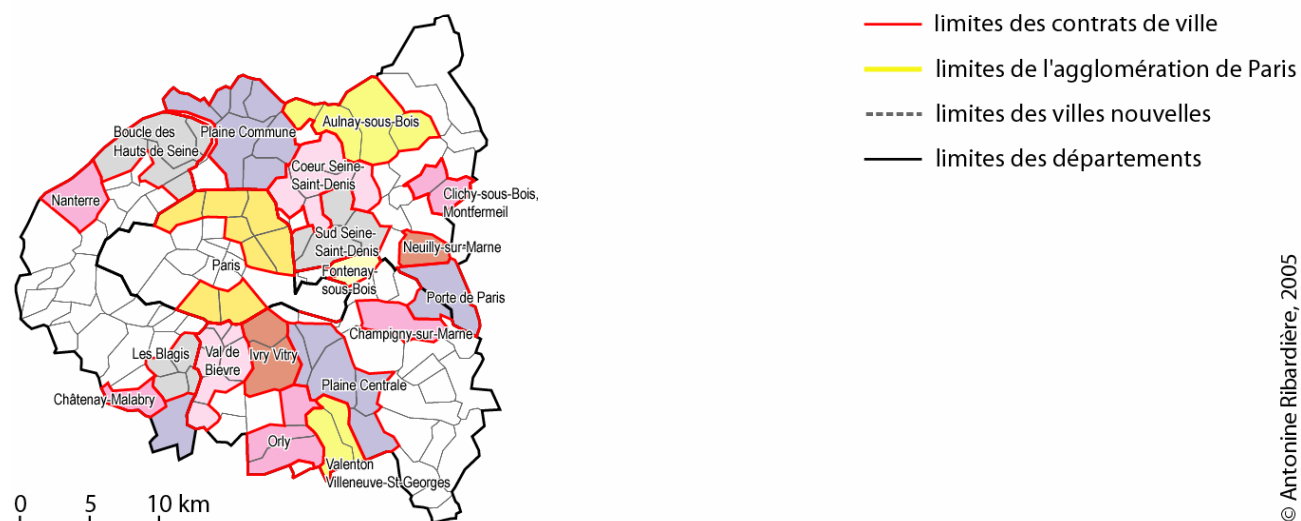 limites des contrats de ville
limites de l'agglomération de Paris
limites des villes nouvelles
limites des départements
Boucle des
Hauts de Seine
Plaine Commune
Aulnay-sous-Bois
Coeur Seine-
Saint-Denis
Nanterre
Clichy-sous-Bois,
Montfermeil
Sud Seine-
Saint-Denis
Neuilly-sur-Marne
Paris
Fontenay-
sous-Bois
Porte de Paris
Champigny-sur-Marne
Les Blagis
Val de
Bièvre
Ivry Vitry
Plaine Centrale
Châtenay-Malabry
Orly
Valenton
Villeneuve-St-Georges
0 5 10 km
© Antonine Ribardière, 2005